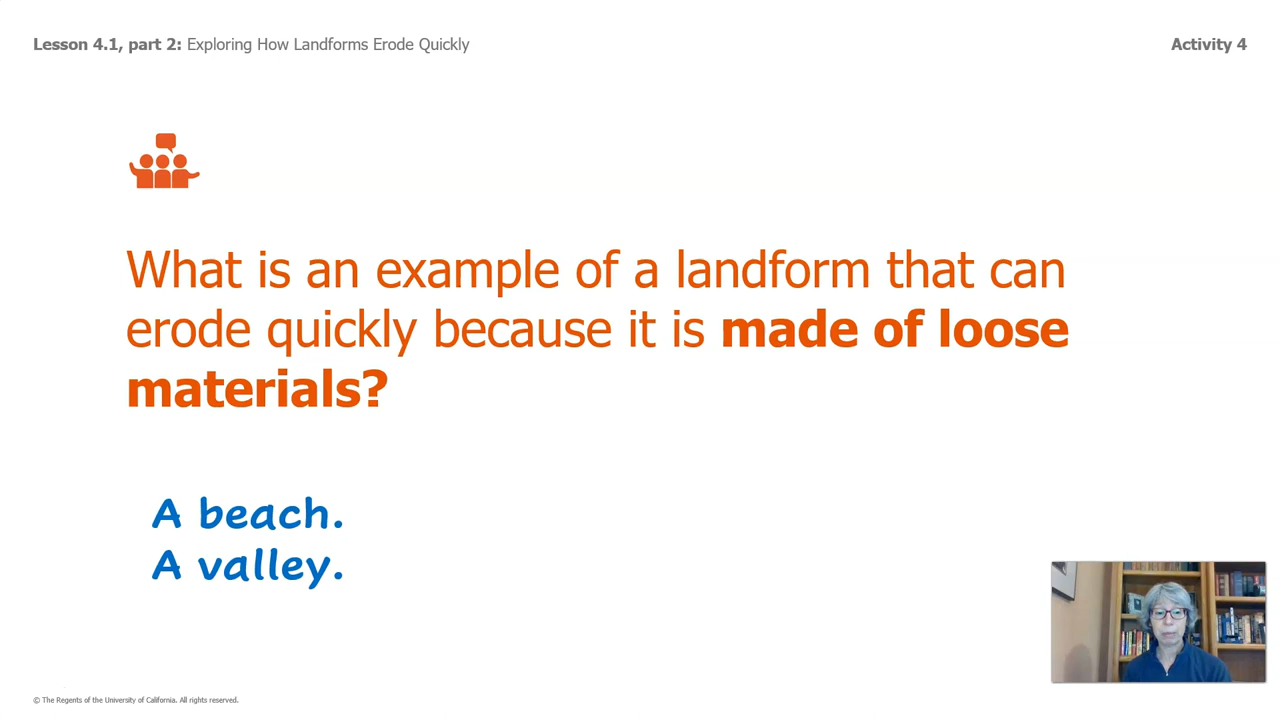 Lesson 4.1, part 2: Exploring How Landforms Erode Quickly
Activity 4
What is an example of a landform that can
erode quickly because it is made of loose
materials?
A beach.
A valley.
© The Regents of the University of California. All rights reserved.